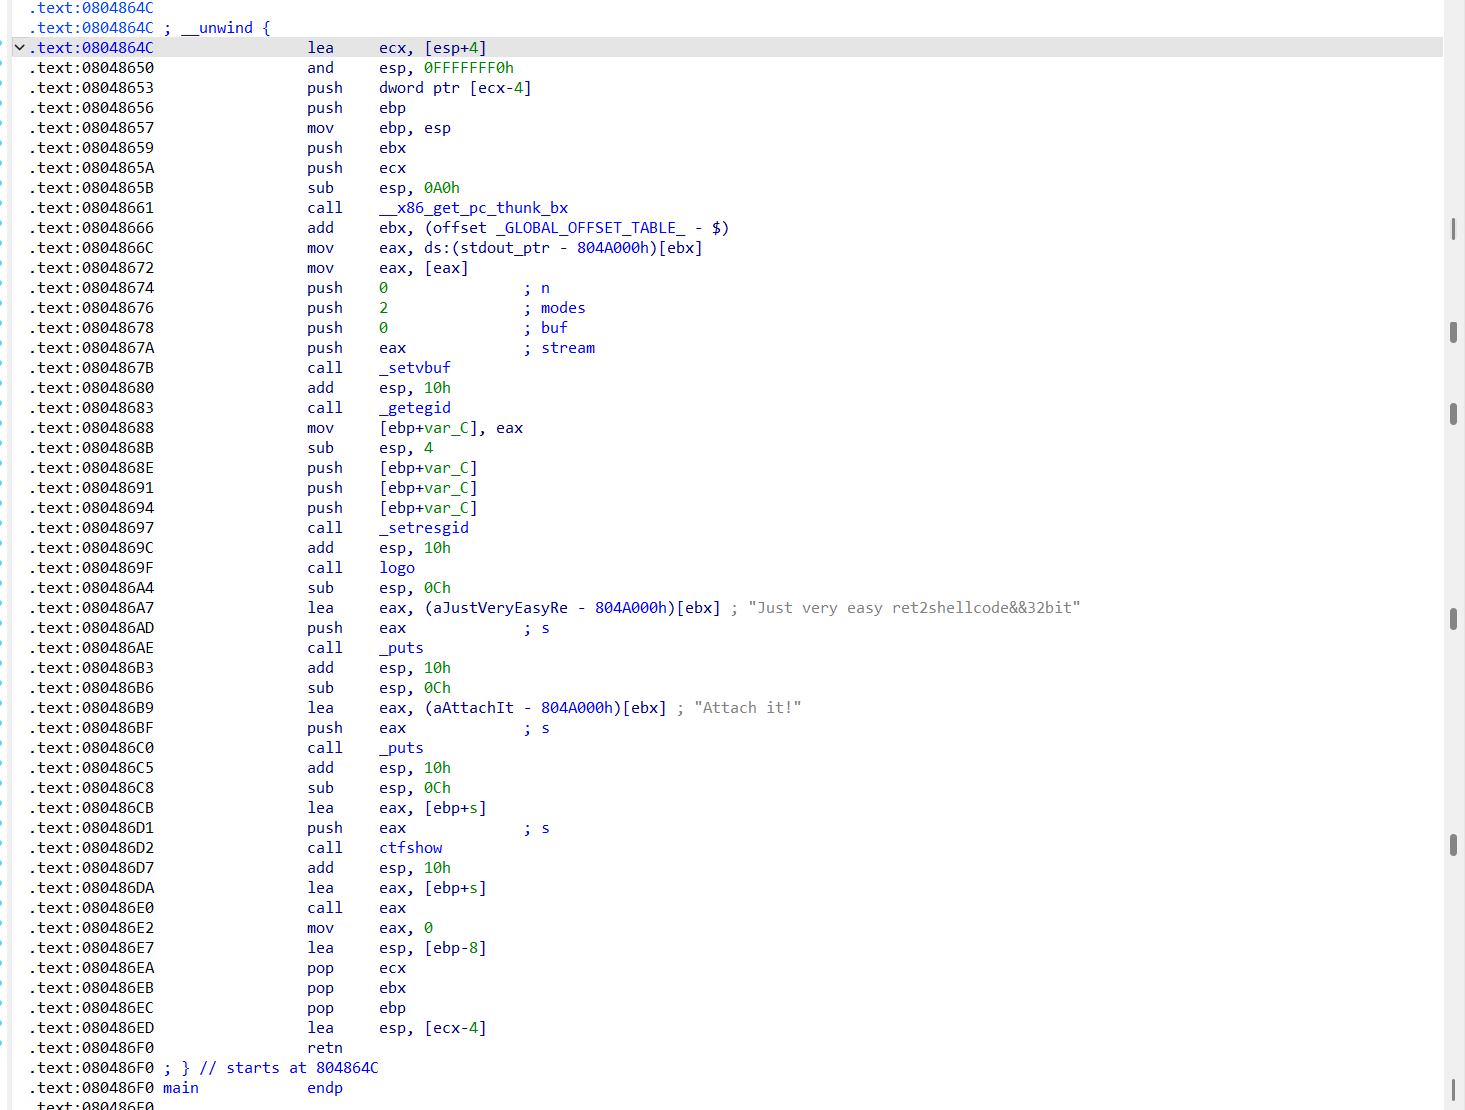 .text:0804864C
.text:0804864C ; __unwind {
.text:0804864C lea ecx, [esp+4]
.text:08048650 and esp, 0FFFFFFF0h
.text:08048653 push dword ptr [ecx-4]
.text:08048656 push ebp
.text:08048657 mov ebp, esp
.text:08048659 push ebx
.text:0804865A push ecx
.text:0804865B sub esp, 0A0h
.text:08048661 call __x86_get_pc_thunk_bx
.text:08048666 add ebx, (offset _GLOBAL_OFFSET_TABLE_ - $)
.text:0804866C mov eax, ds:(stdout_ptr - 804A000h)[ebx]
.text:08048672 mov eax, [eax]
.text:08048674 push 0 ; n
.text:08048676 push 2 ; modes
.text:08048678 push 0 ; buf
.text:0804867A push eax ; stream
.text:0804867B call _setvbuf
.text:08048680 add esp, 10h
.text:08048683 call _getegid
.text:08048688 mov [ebp+var_C], eax
.text:0804868B sub esp, 4
.text:0804868E push [ebp+var_C]
.text:08048691 push [ebp+var_C]
.text:08048694 push [ebp+var_C]
.text:08048697 call _setresgid
.text:0804869C add esp, 10h
.text:0804869F call logo
.text:080486A4 sub esp, 0Ch
.text:080486A7 lea eax, (aJustVeryEasyRe - 804A000h)[ebx] ; "Just very easy ret2shellcode&&32bit"
.text:080486AD push eax ; s
.text:080486AE call _puts
.text:080486B3 add esp, 10h
.text:080486B6 sub esp, 0Ch
.text:080486B9 lea eax, (aAttachIt - 804A000h)[ebx] ; "Attach it!"
.text:080486BF push eax ; s
.text:080486C0 call _puts
.text:080486C5 add esp, 10h
.text:080486C8 sub esp, 0Ch
.text:080486CB lea eax, [ebp+s]
.text:080486D1 push eax ; s
.text:080486D2 call ctfshow
.text:080486D7 add esp, 10h
.text:080486DA lea eax, [ebp+s]
.text:080486E0 call eax
.text:080486E2 mov eax, 0
.text:080486E7 lea esp, [ebp-8]
.text:080486EA pop ecx
.text:080486EB pop ebx
.text:080486EC pop ebp
.text:080486ED lea esp, [ecx-4]
.text:080486F0 retn
.text:080486F0 ; } // starts at 804864C
.text:080486F0 main endp
.text:080486F0